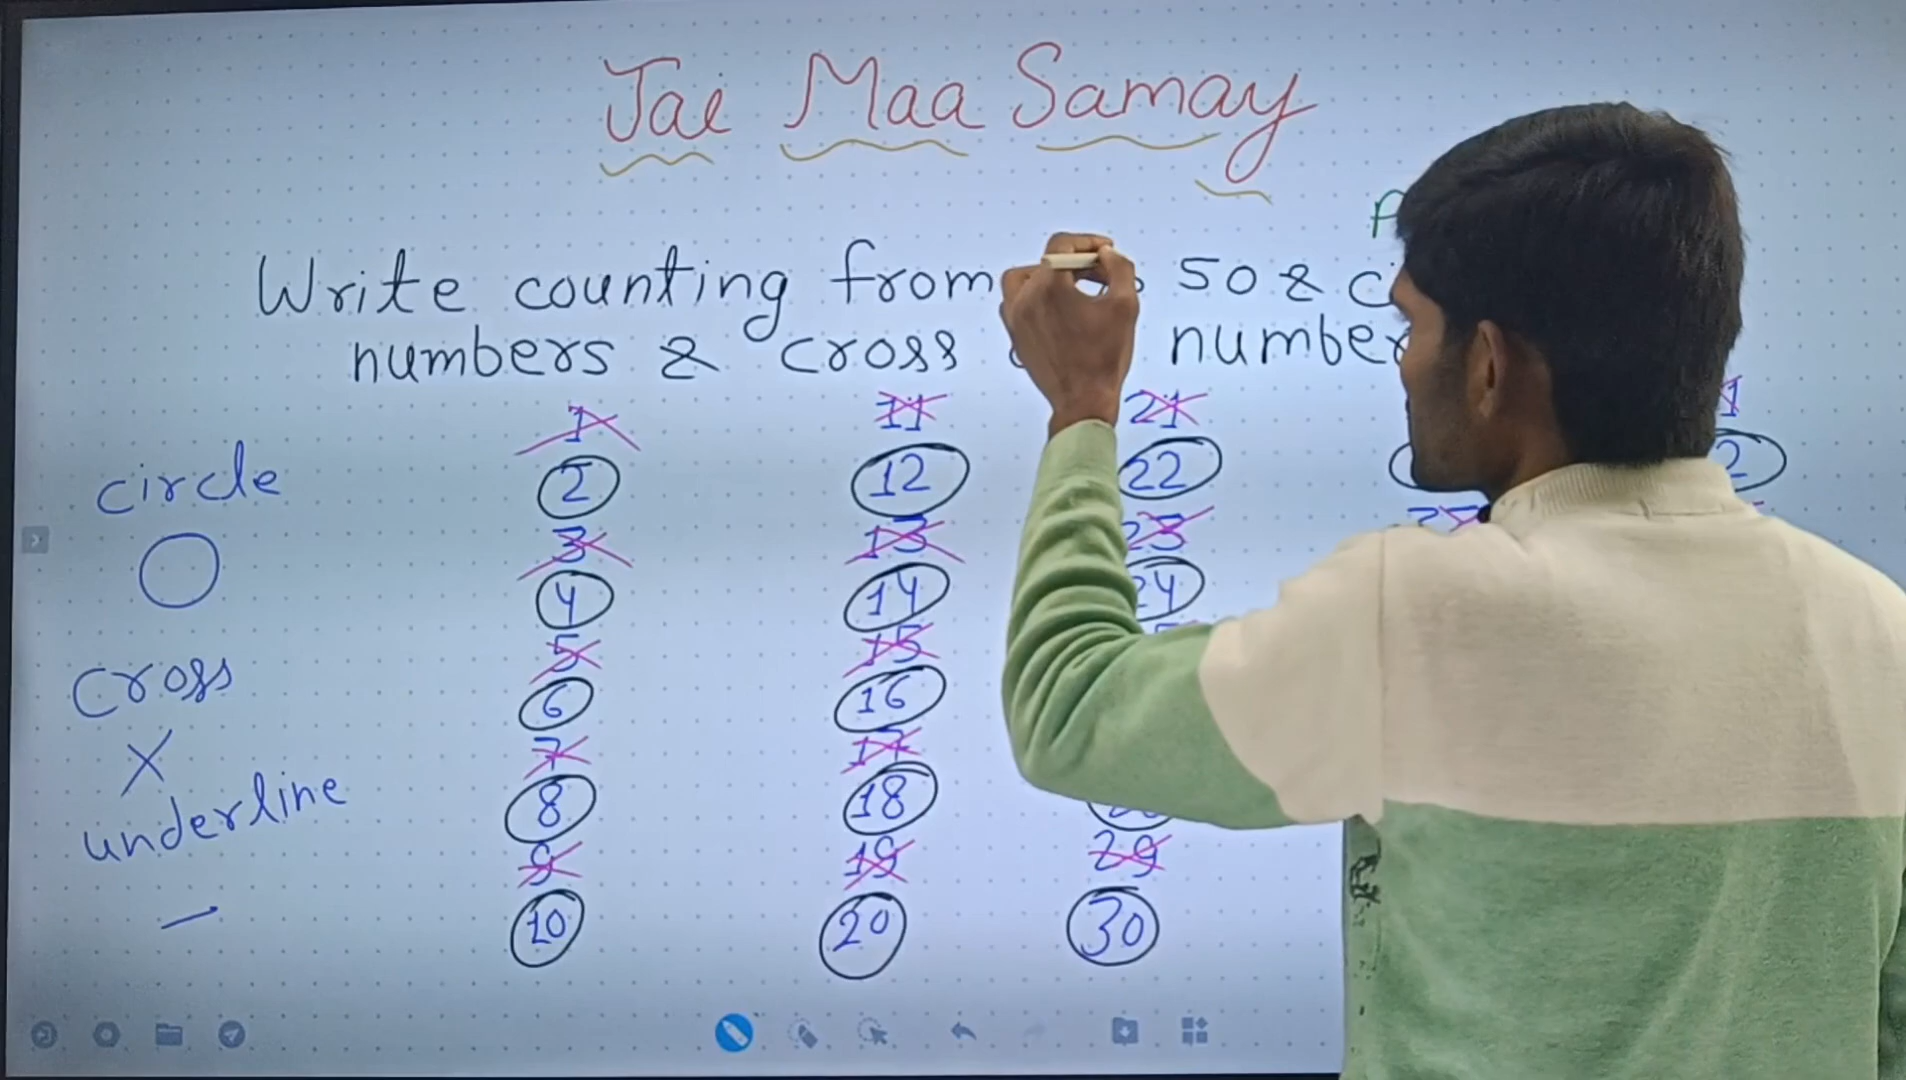 Jai Maa Samay
Write counting from 50 &
numbers & cross
1 11 21
circle 2 12 22
3 13 23
4 14 24
cross 5 15
6 16
7 17
underline 8 18
9 19 29
10 20 30